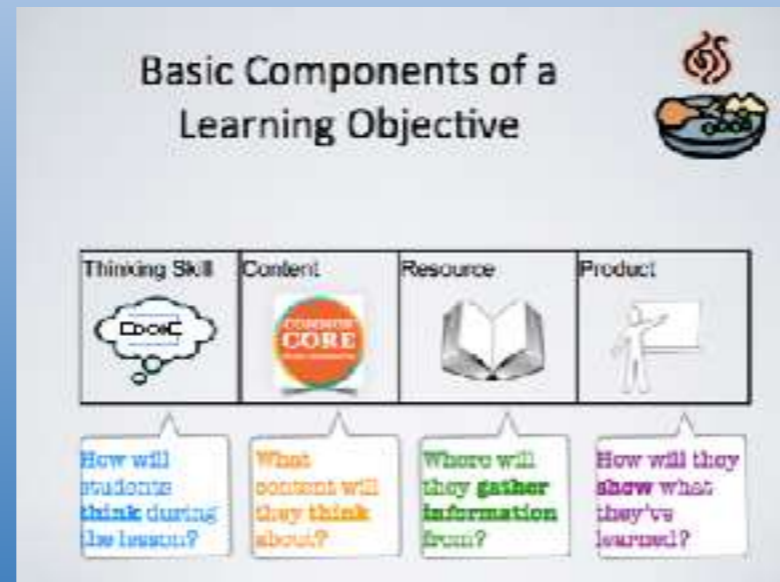 Basic Components of a
Learning Objective
Thinking Skill
Content
Resource
Product
COMMON
CORE
How will
students
think during
the lesson?
What
content will
they think
about?
Where will
they gather
information
from?
How will they
show what
they've
learned?